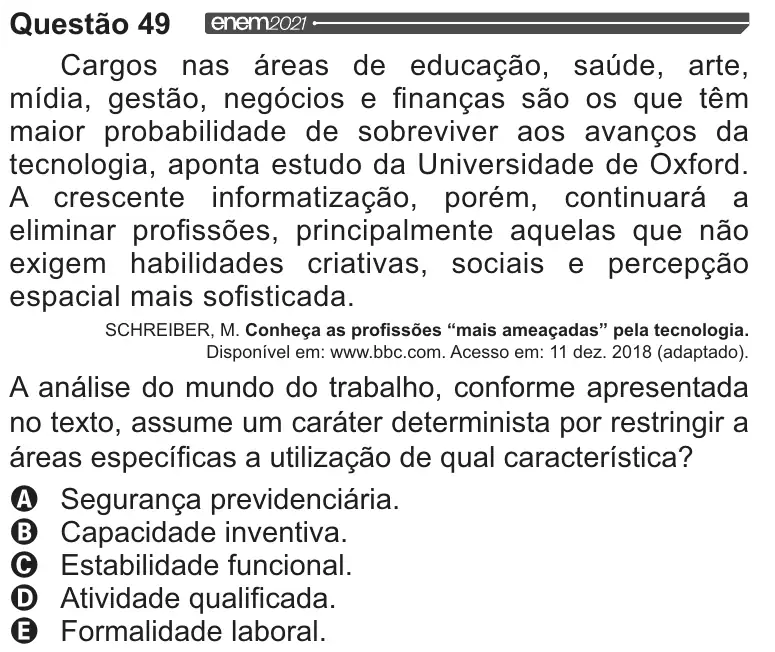 Questão 49 enem2021
Cargos nas áreas de educação, saúde, arte,
mídia, gestão, negócios e finanças são os que têm
maior probabilidade de sobreviver aos avanços da
tecnologia, aponta estudo da Universidade de Oxford.
A crescente informatização, porém, continuará a
eliminar profissões, principalmente aquelas que não
exigem habilidades criativas, sociais e percepção
espacial mais sofisticada.
SCHREIBER, M. Conheça as profissões “mais ameaçadas” pela tecnologia.
Disponível em: www.bbc.com. Acesso em: 11 dez. 2018 (adaptado).
A análise do mundo do trabalho, conforme apresentada
no texto, assume um caráter determinista por restringir a
áreas específicas a utilização de qual característica?
A Segurança previdenciária.
B Capacidade inventiva.
C Estabilidade funcional.
D Atividade qualificada.
E Formalidade laboral.